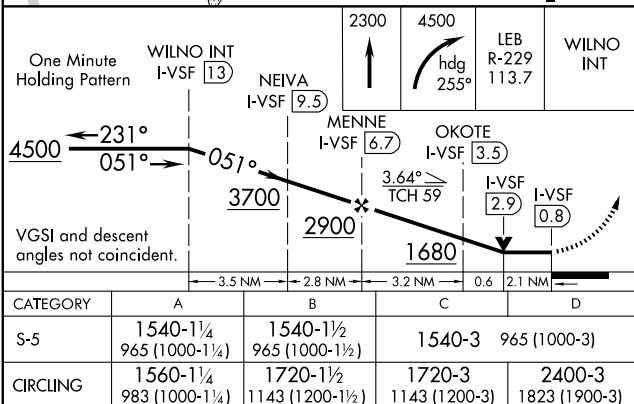 2300
4500
hdg
255°
LEB
R-229
113.7
WILNO
INT
One Minute
Holding Pattern
WILNO INT
I-VSF 13
NEIVA
I-VSF 9.5
MENNE
I-VSF 6.7
OKOTE
I-VSF 3.5
I-VSF
2.9
I-VSF
0.8
4500
231°
051°
051°
3700
2900
3.64°
TCH 59
1680
VGSI and descent
angles not coincident.
3.5 NM
2.8 NM
3.2 NM
0.6
2.1 NM
CATEGORY A B C D
S-5
1540-1¼
965 (1000-1¼)
1540-1½
965 (1000-1½)
1540-3 965 (1000-3)
CIRCLING
1560-1¼
983 (1000-1¼)
1720-1½
1143 (1200-1½)
1720-3
1143 (1200-3)
2400-3
1823 (1900-3)